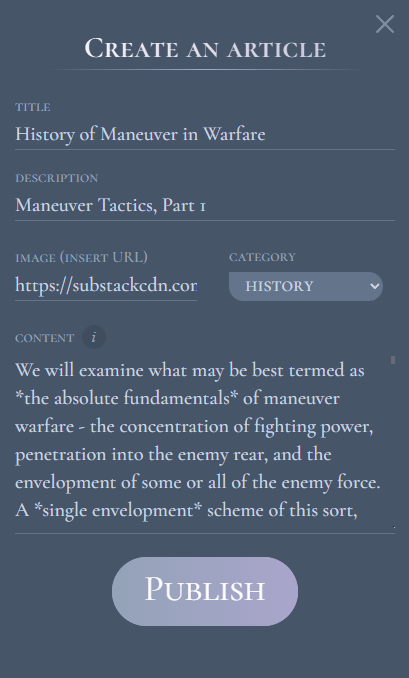 Create an article
title
History of Maneuver in Warfare
description
Maneuver Tactics, Part 1
image (insert URL)
category
https://substackcdn.con
HISTORY
content i
We will examine what may be best termed as
*the absolute fundamentals* of maneuver
warfare - the concentration of fighting power,
penetration into the enemy rear, and the
envelopment of some or all of the enemy force.
A *single envelopment* scheme of this sort,
Publish